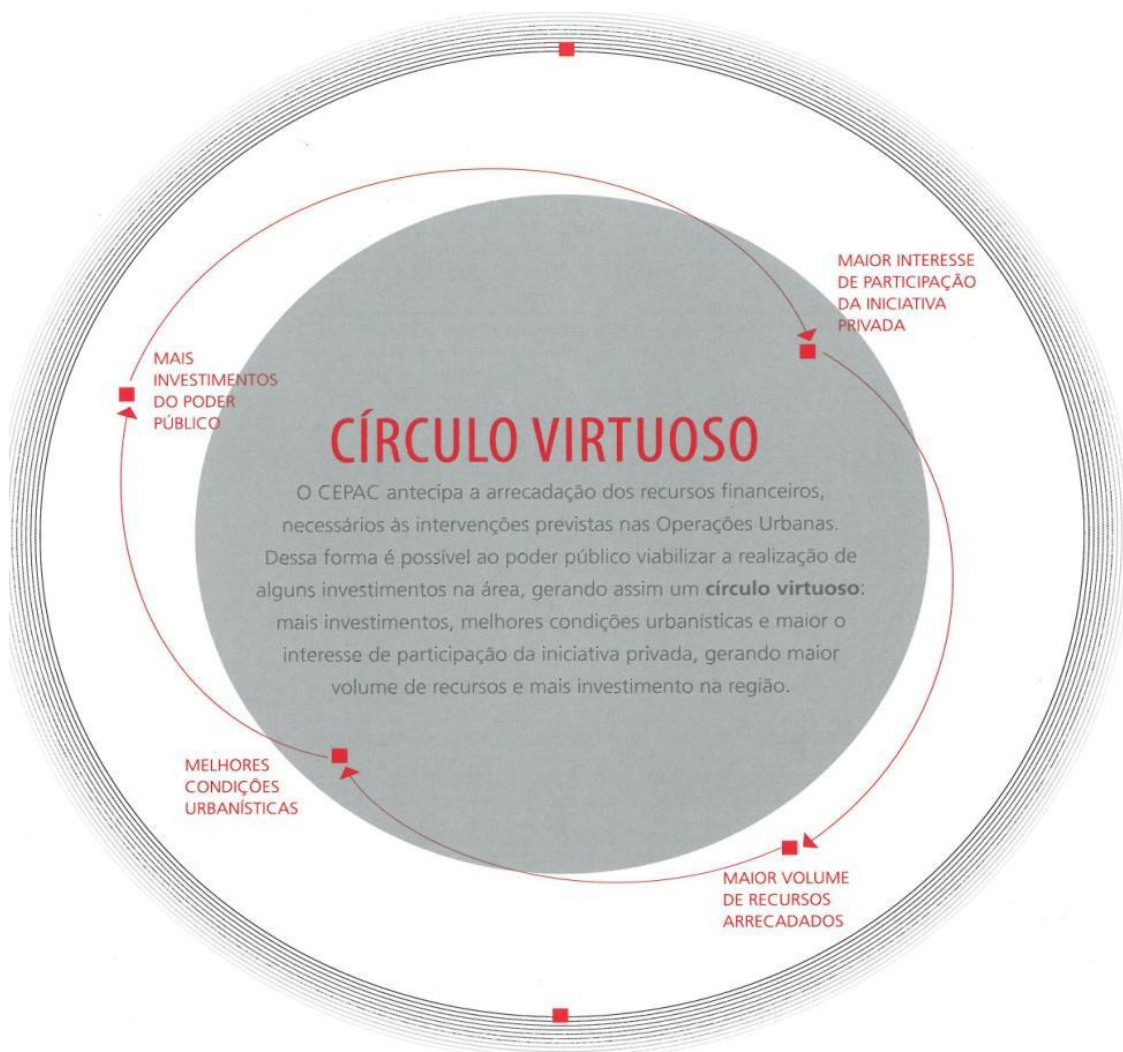 MAIOR INTERESSE
DE PARTICIPAÇÃO
DA INICIATIVA
PRIVADA
MAIS
INVESTIMENTOS
DO PODER
PÚBLICO
CÍRCULO VIRTUOSO
O CEPAC antecipa a arrecadação dos recursos financeiros,
necessários às intervenções previstas nas Operações Urbanas.
Dessa forma é possível ao poder público viabilizar a realização de
alguns investimentos na área, gerando assim um círculo virtuoso:
mais investimentos, melhores condições urbanísticas e maior o
interesse de participação da iniciativa privada, gerando maior
volume de recursos e mais investimento na região.
MELHORES
CONDIÇÕES
URBANÍSTICAS
MAIOR VOLUME
DE RECURSOS
ARRECADADOS